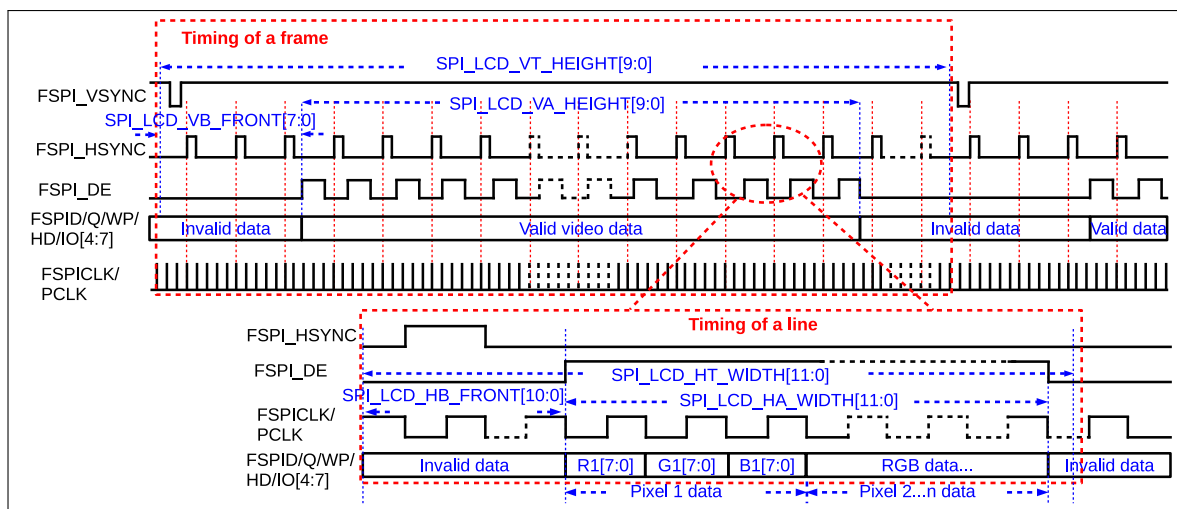 Timing of a frame
SPI_LCD_VT_HEIGHT[9:0]
FSPI_VSYNC
SPI_LCD_VA_HEIGHT[9:0]
SPI_LCD_VB_FRONT[7:0]
FSPI_HSYNC
FSPI_DE
FSPID/Q/WP/
HD/IO[4:7]
Invalid data
Valid video data
Invalid data
Valid data
FSPICLK/
PCLK
Timing of a line
FSPI_HSYNC
FSPI_DE
SPI_LCD_HT_WIDTH[11:0]
SPI_LCD_HB_FRONT[10:0]
SPI_LCD_HA_WIDTH[11:0]
FSPICLK/
PCLK
FSPID/Q/WP/
HD/IO[4:7]
Invalid data
R1[7:0]
G1[7:0]
B1[7:0]
RGB data...
Invalid data
Pixel 1 data
Pixel 2...n data